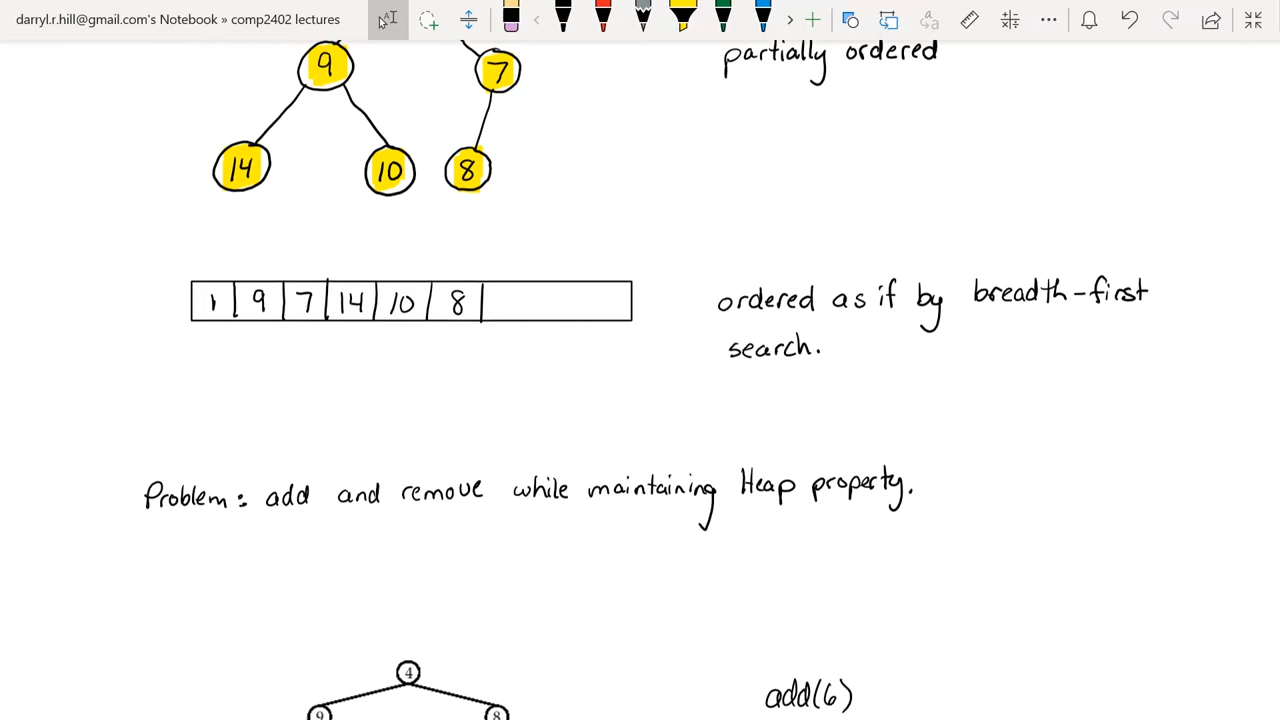 darryl.r.hill@gmail.com's Notebook » comp2402 lectures
9
7
partially ordered
14
10
8
1 9 7 14 10 8
ordered as if by breadth-first
search.
Problem: add and remove while maintaining Heap property.
4
add(6)
9
8